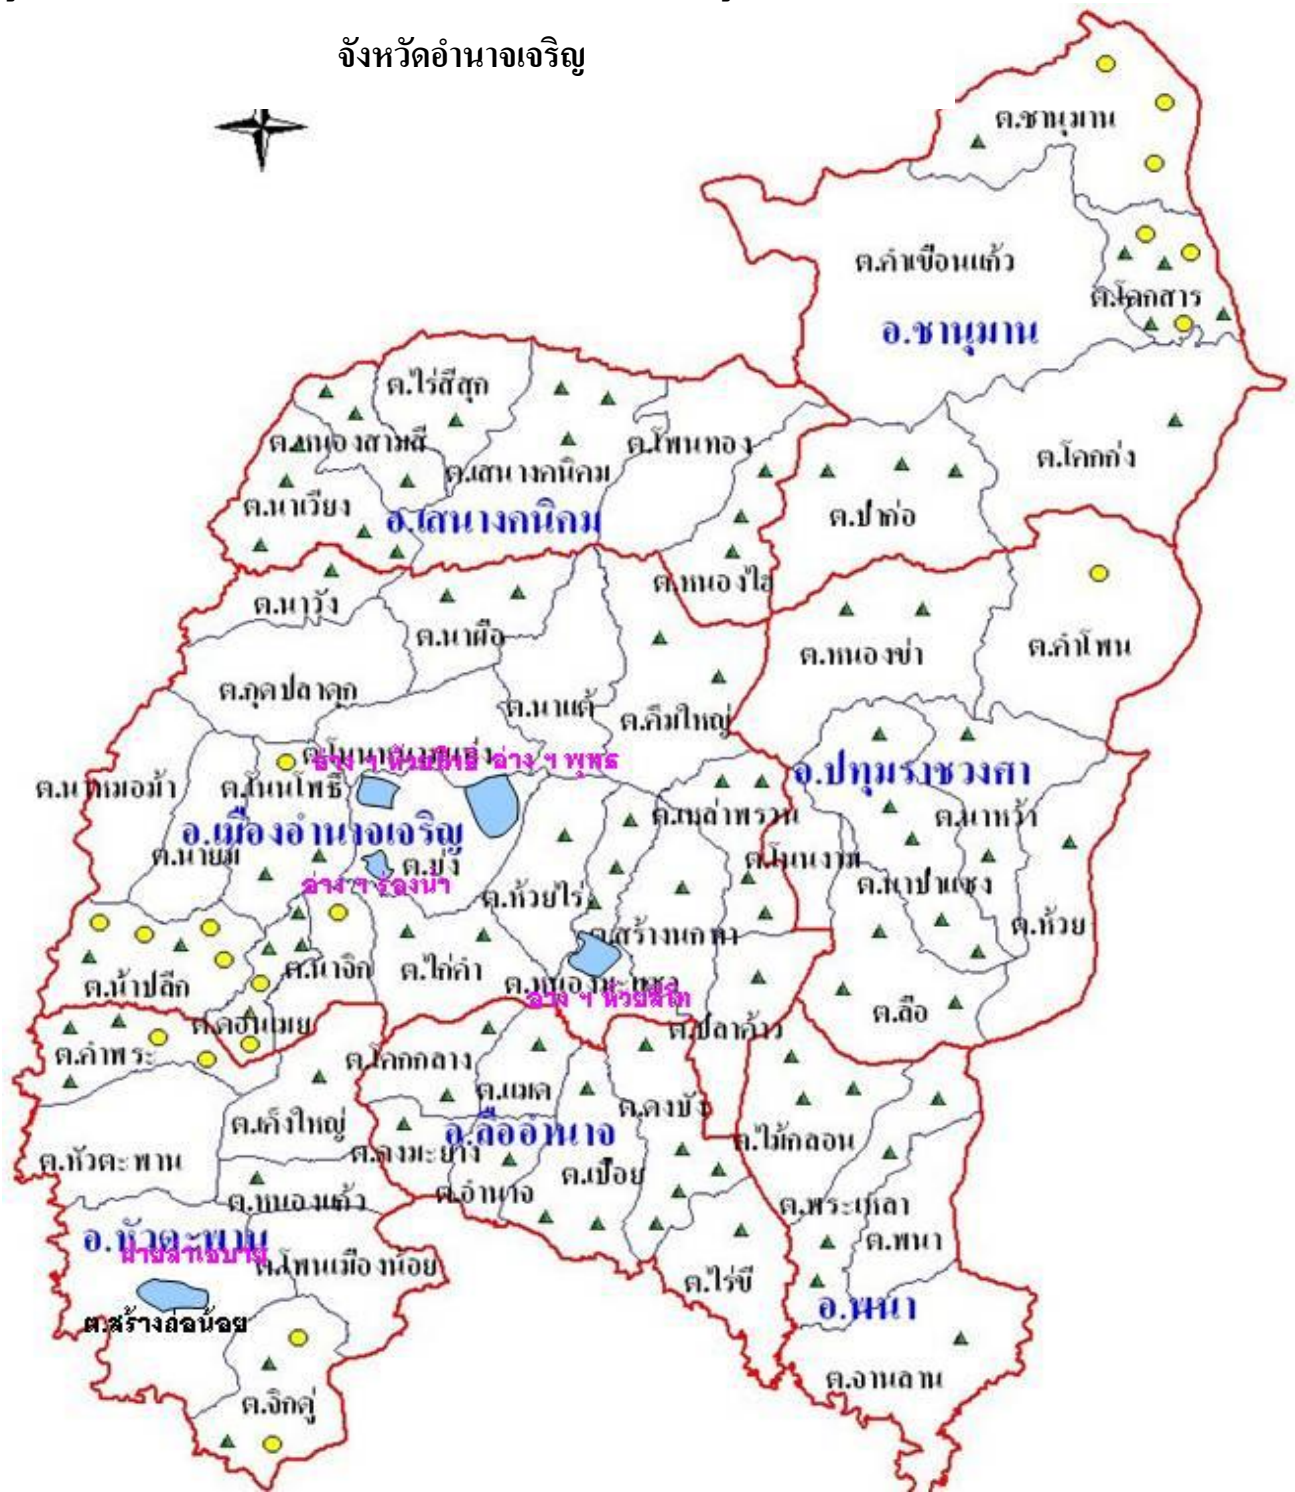 จังหวัดอำนาจเจริญ
ต.ชานุมาน
ต.คำเขื่อนแก้ว
ต.โคกสาร
อ.ชานุมาน
ต.ไร่สีสุก
ต.หนองสามสี
ต.โพนทอง
ต.เสนางคนิคม
ต.โคกก่ง
ต.นาเวียง
อ.เสนางคนิคม
ต.ป่าก่อ
ต.หนองไฮ
ต.นาวัง
ต.นาผือ
ต.หนองข่า
ต.คำโพน
ต.กุดปลาดุก
ต.นาแต้
ต.คึมใหญ่
อ่าง ฯ พุทธ
อ.ปทุมราชวงศา
ต.นาหมอม้า
ต.โนนโพธิ์
ต.เหล่าพรวน
ต.นาหว้า
อ.เมืองอำนาจเจริญ
ต.นายม
ต.บุ่ง
ต.โนนงาม
อ่าง ฯ ร่องน้ำ
ต.นาป่าแซง
ต.ห้วยไร่
ต.สร้างนกทา
ต.ห้วย
ต.น้ำปลีก
ต.นาจิก
ต.ไก่คำ
อ่าง ฯ ห้วยสีโท
ต.ลือ
ต.ดอนเมย
ต.ปลาค้าว
ต.คำพระ
ต.โคกกลาง
ต.แมด
ต.ดงบัง
ต.เค็งใหญ่
อ.ลืออำนาจ
ต.ไม้กลอน
ต.หัวตะพาน
ต.ดงมะยาง
ต.เปือย
ต.หนองแก้ว
ต.อำนาจ
ต.พระเหลา
อ.หัวตะพาน
ต.พนา
ต.โพนเมืองน้อย
ต.ไร่ขี
ต.สร้างถ่อน้อย
อ.พนา
ต.จานลาน
ต.จิกดู่